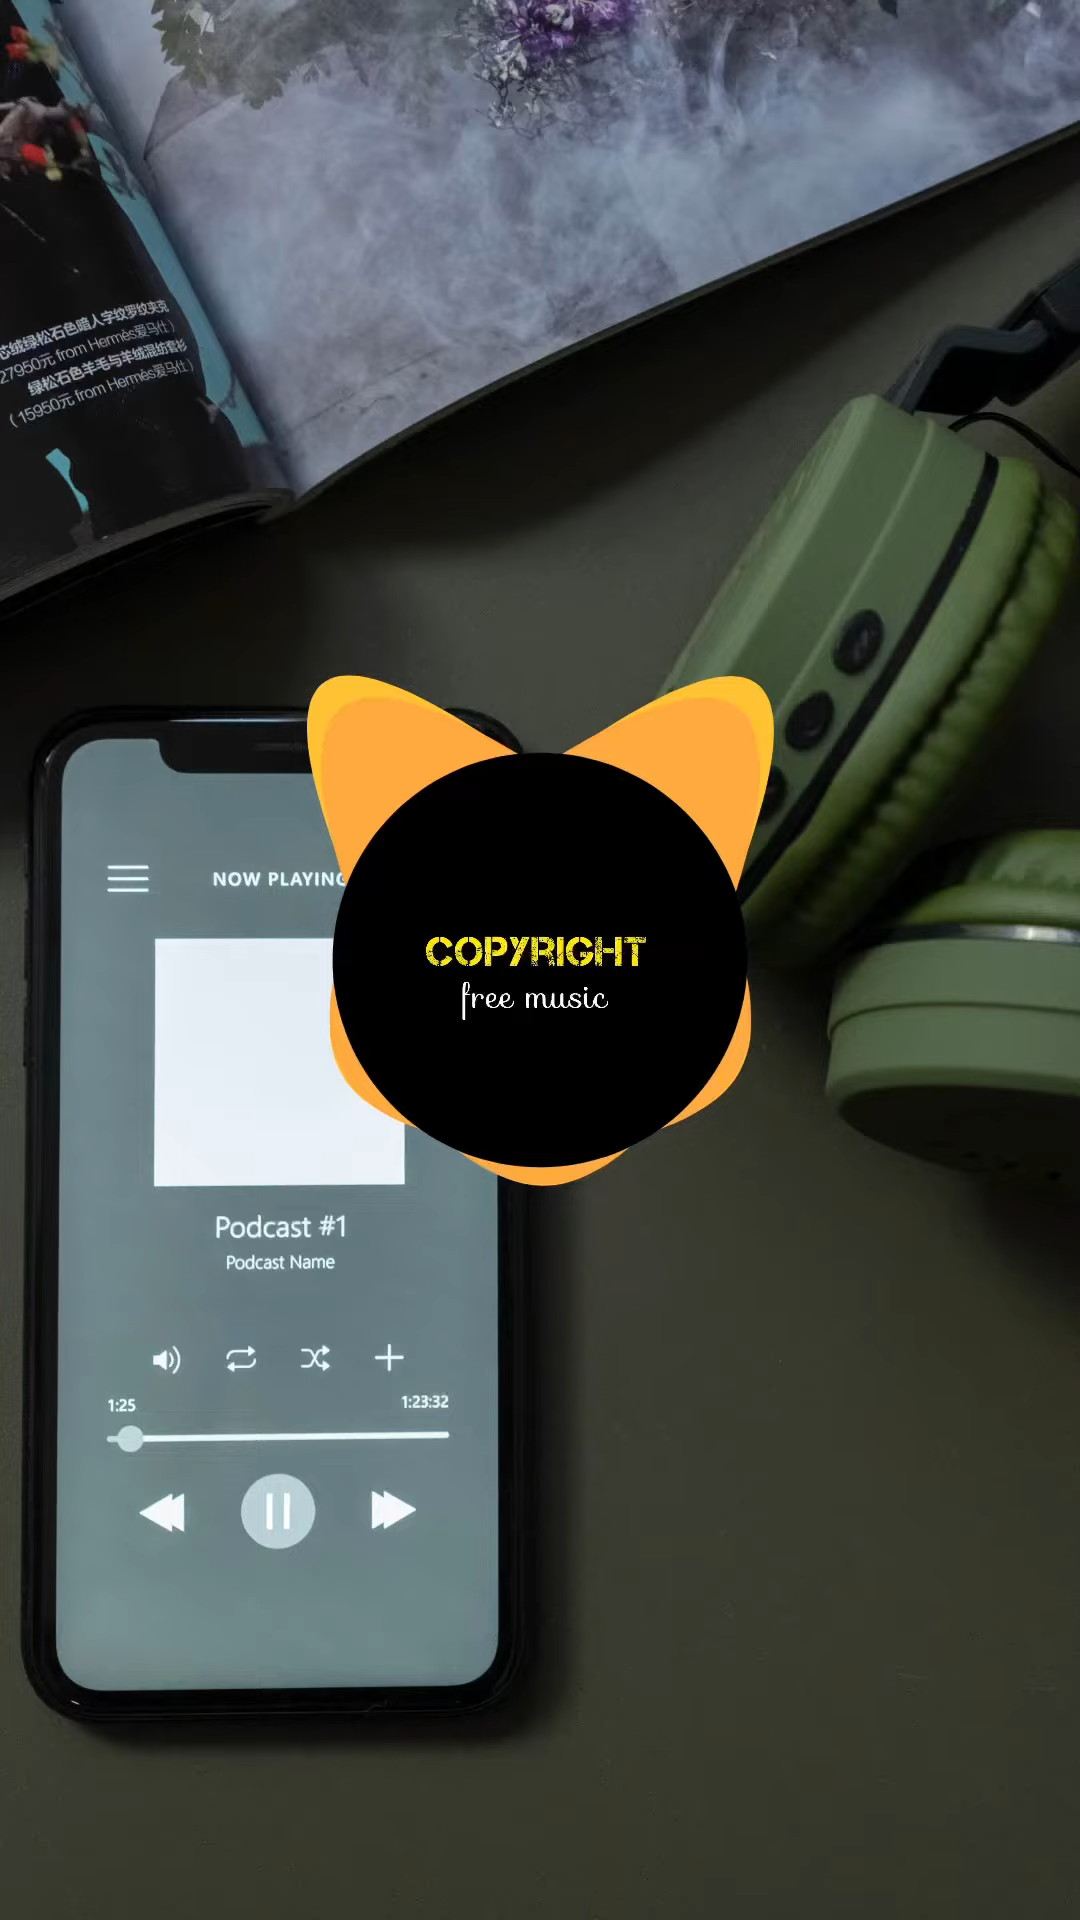 芯绒绿松石色暗人字纹罗纹夹克
27950元 from Hermès爱马仕）
绿松石色羊毛与羊绒混纺套衫
（15950元 from Hermès爱马仕）
NOW PLAYING
COPYRIGHT
free music
Podcast #1
Podcast Name
1:25
1:23:32